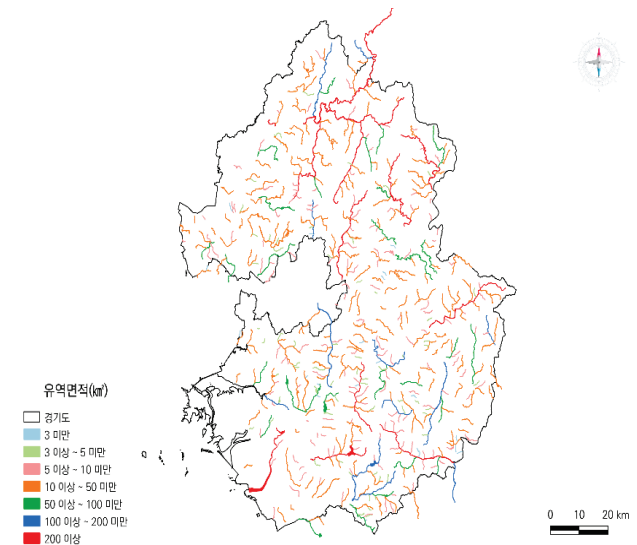 유역면적(㎢)
경기도
3 미만
3 이상 ~ 5 미만
5 이상 ~ 10 미만
10 이상 ~ 50 미만
50 이상 ~ 100 미만
100 이상 ~ 200 미만
200 이상
0 10 20 km